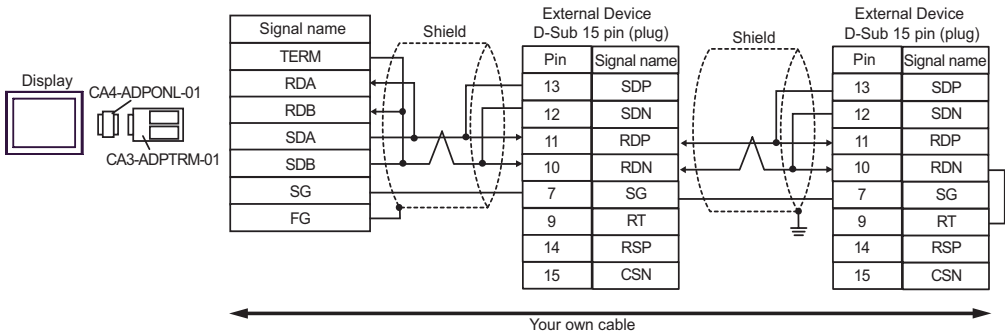 Display
CA4-ADPONL-01
CA3-ADPTRM-01
Signal name
TERM
RDA
RDB
SDA
SDB
SG
FG
Shield
External Device
D-Sub 15 pin (plug)
Pin Signal name
13 SDP
12 SDN
11 RDP
10 RDN
7 SG
9 RT
14 RSP
15 CSN
Shield
External Device
D-Sub 15 pin (plug)
Pin Signal name
13 SDP
12 SDN
11 RDP
10 RDN
7 SG
9 RT
14 RSP
15 CSN
Your own cable